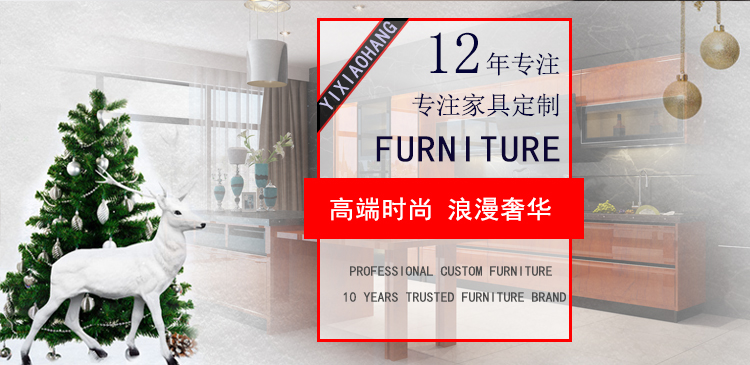 YIXIAOHANG
12年专注
专注家具定制
FURNITURE
高端时尚 浪漫奢华
PROFESSIONAL CUSTOM FURNITURE
10 YEARS TRUSTED FURNITURE BRAND